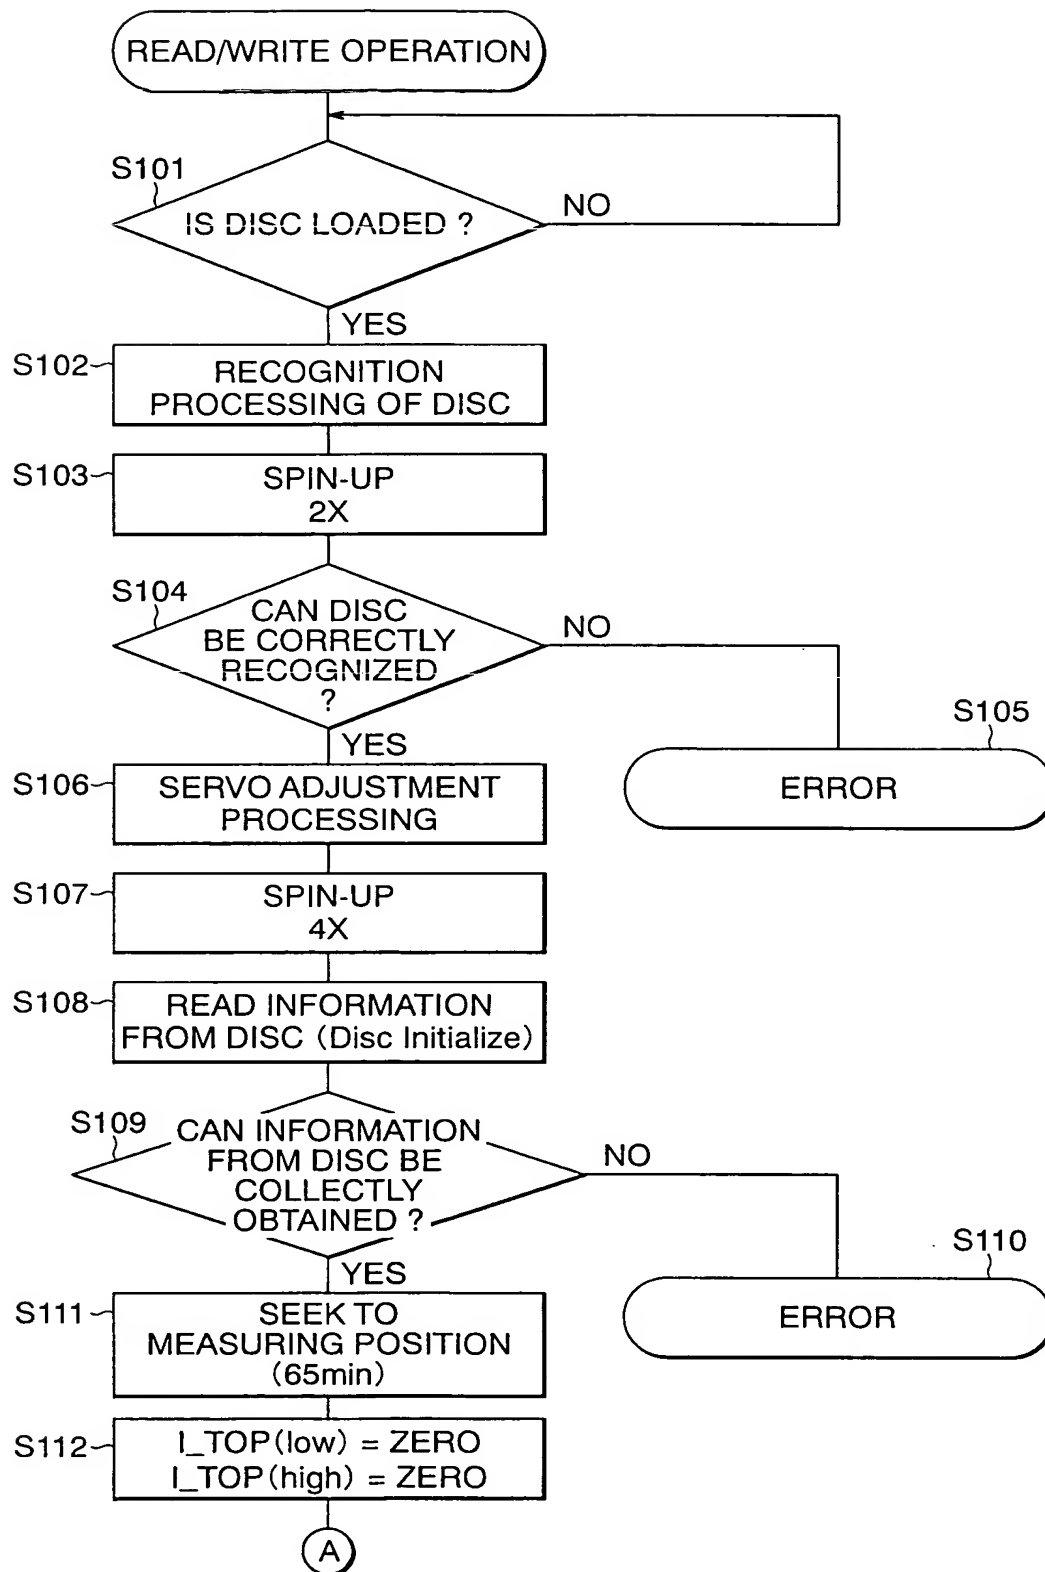 READ/WRITE OPERATION
S101
IS DISC LOADED ?
NO
YES
S102
RECOGNITION
PROCESSING OF DISC
S103
SPIN-UP
2X
S104
CAN DISC
BE CORRECTLY
RECOGNIZED
?
NO
YES
S105
ERROR
S106
SERVO ADJUSTMENT
PROCESSING
S107
SPIN-UP
4X
S108
READ INFORMATION
FROM DISC (Disc Initialize)
S109
CAN INFORMATION
FROM DISC BE
COLLECTLY
OBTAINED ?
NO
YES
S110
ERROR
S111
SEEK TO
MEASURING POSITION
(65min)
S112
I_TOP(low) = ZERO
I_TOP(high) = ZERO
A